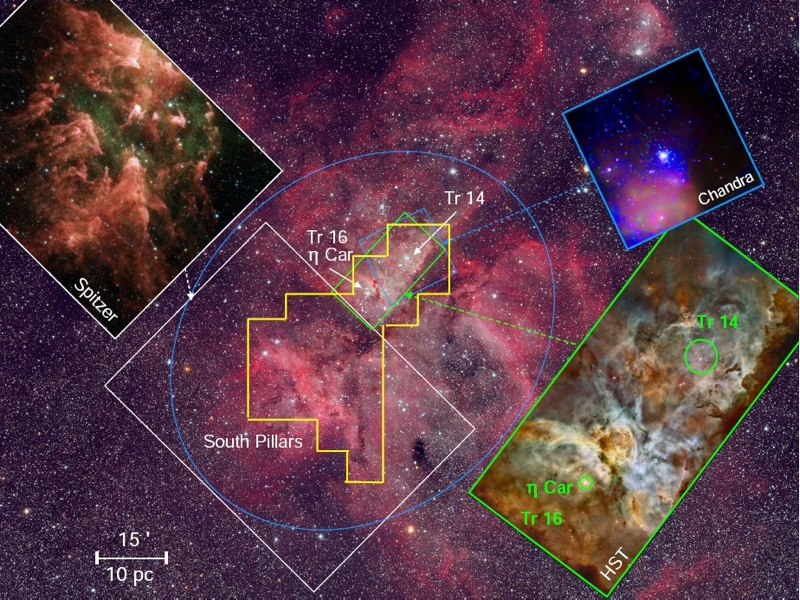 Spitzer
Chandra
Tr 14
Tr 16
η Car
South Pillars
Tr 14
η Car
Tr 16
HST
15 '
10 pc